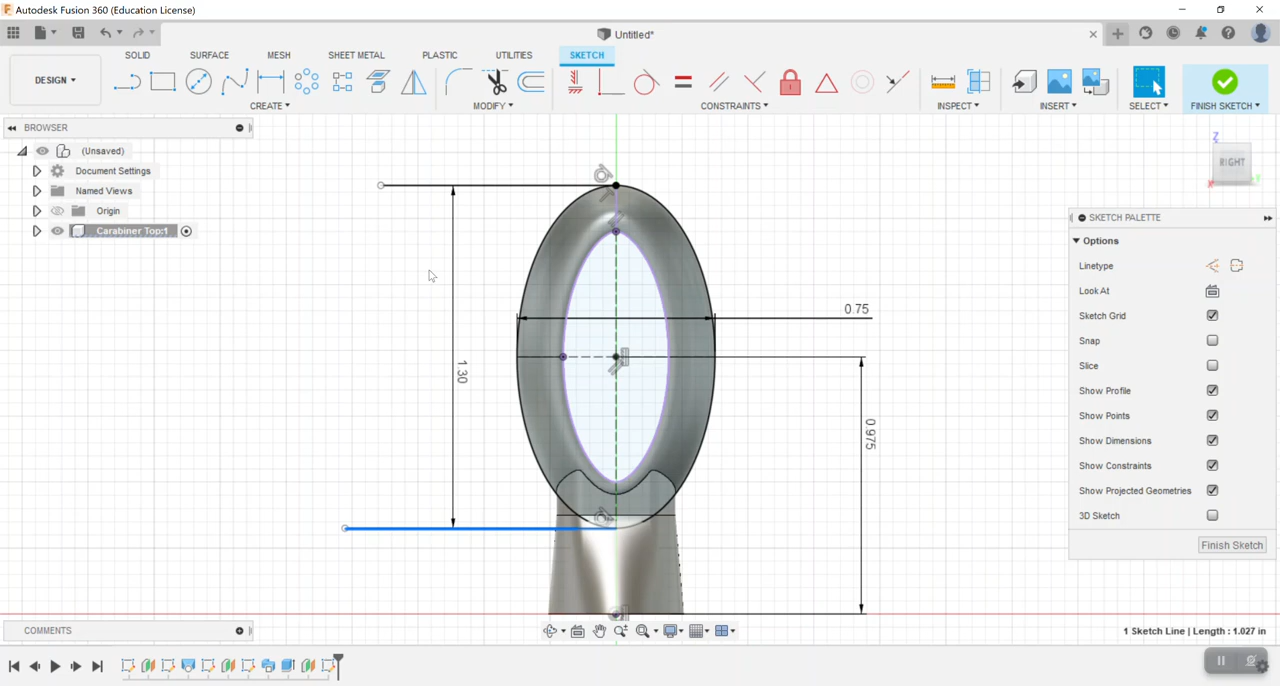 Autodesk Fusion 360 (Education License)
Untitled*
SOLID SURFACE MESH SHEET METAL PLASTIC UTILITIES SKETCH
DESIGN
CREATE MODIFY CONSTRAINTS INSPECT INSERT SELECT FINISH SKETCH
BROWSER
(Unsaved)
Document Settings
Named Views
Origin
Carabiner Top:1
Z
RIGHT
X
Y
SKETCH PALETTE
Options
Linetype
Look At
Sketch Grid
Snap
Slice
Show Profile
Show Points
Show Dimensions
Show Constraints
Show Projected Geometries
3D Sketch
Finish Sketch
0.75
1.30
0.975
COMMENTS
1 Sketch Line | Length : 1.027 in